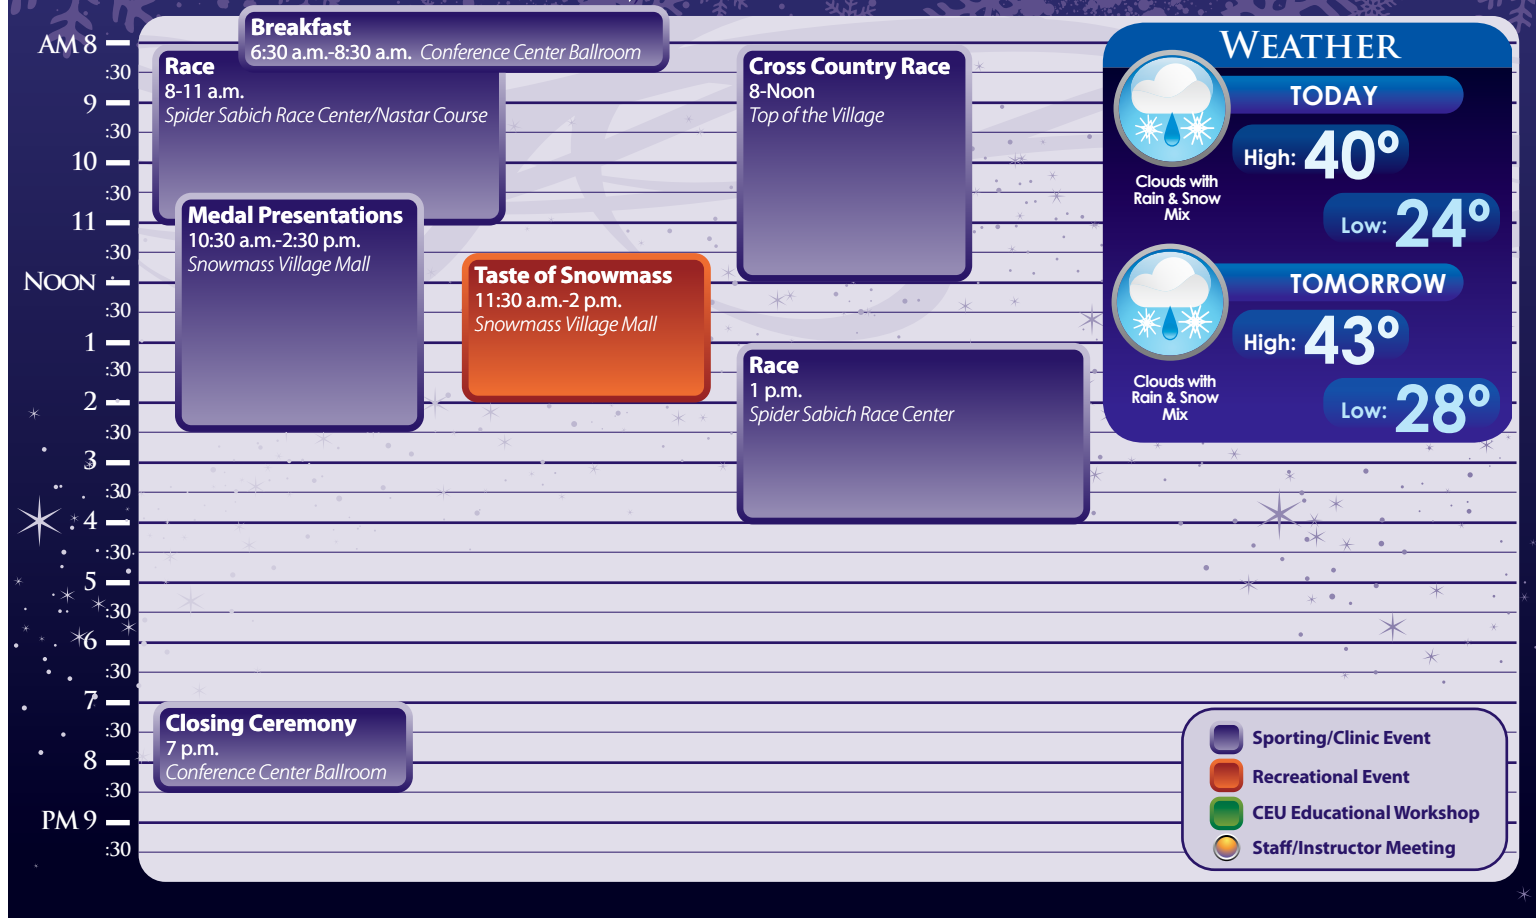 AM 8
:30
9
:30
10
:30
11
:30
NOON
:30
1
:30
2
:30
3
:30
4
:30
5
:30
6
:30
7
:30
8
:30
PM 9
:30
Breakfast
6:30 a.m.-8:30 a.m. Conference Center Ballroom
Race
8-11 a.m.
Spider Sabich Race Center/Nastar Course
Medal Presentations
10:30 a.m.-2:30 p.m.
Snowmass Village Mall
Taste of Snowmass
11:30 a.m.-2 p.m.
Snowmass Village Mall
Cross Country Race
8-Noon
Top of the Village
Race
1 p.m.
Spider Sabich Race Center
Closing Ceremony
7 p.m.
Conference Center Ballroom
WEATHER
TODAY
High: 40°
Clouds with
Rain & Snow
Mix
Low: 24°
TOMORROW
High: 43°
Clouds with
Rain & Snow
Mix
Low: 28°
Sporting/Clinic Event
Recreational Event
CEU Educational Workshop
Staff/Instructor Meeting